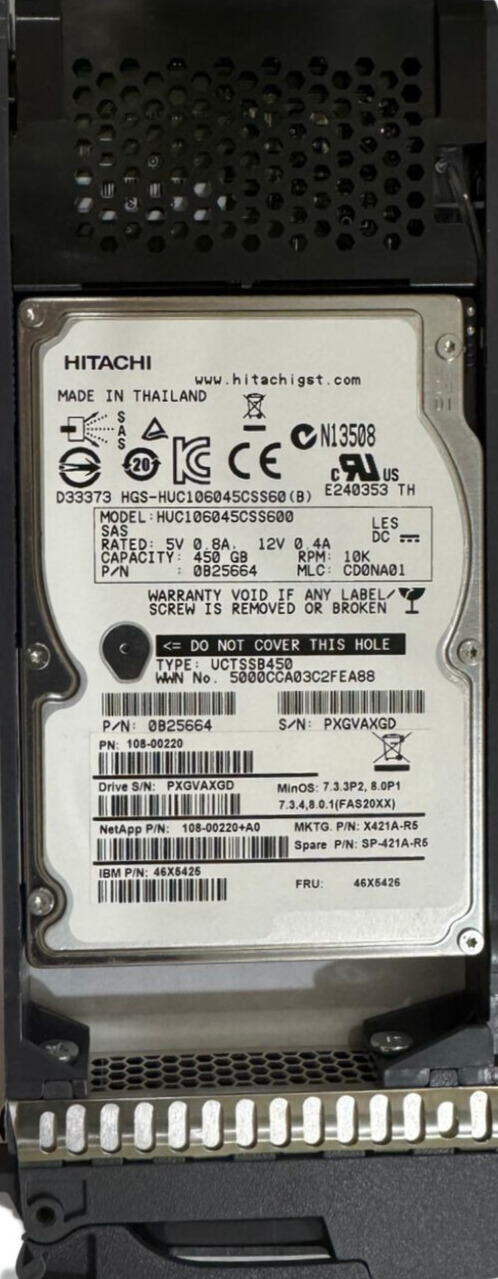 HITACHI
www.hitachigst.com
MADE IN THAILAND
SAS
20
N13508
CE
c RU US
D33373 HGS-HUC106045CSS60(B) E240353 TH
MODEL: HUC106045CSS600
SAS
LES
DC
RATED: 5V 0.8A, 12V 0.4A
CAPACITY: 450 GB RPM: 10K
P/N : 0B25664 MLC: CD0NA01
WARRANTY VOID IF ANY LABEL/
SCREW IS REMOVED OR BROKEN
<= DO NOT COVER THIS HOLE
TYPE: UCTSSB450
WWN No. 5000CCA03C2FEA88
P/N: 0B25664 S/N: PXGVAXGD
PN: 108-00220
Drive S/N: PXGVAXGD
MinOS: 7.3.3P2, 8.0P1
7.3.4,8.0.1(FAS20XX)
NetApp P/N: 108-00220+A0
MKTG. P/N: X421A-R5
Spare P/N: SP-421A-R5
IBM P/N: 46X5425
FRU: 46X5426